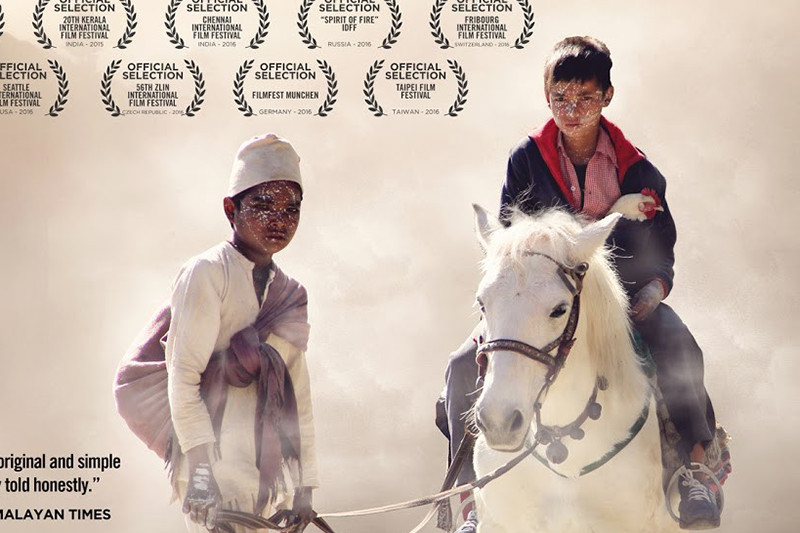 OFFICIAL
SELECTION
20TH KERALA
INTERNATIONAL
FILM FESTIVAL
INDIA - 2015
OFFICIAL
SELECTION
CHENNAI
INTERNATIONAL
FILM FESTIVAL
INDIA - 2016
OFFICIAL
SELECTION
"SPIRIT OF FIRE"
IDFF
RUSSIA - 2016
OFFICIAL
SELECTION
FRIBOURG
INTERNATIONAL
FILM FESTIVAL
SWITZERLAND - 2016
OFFICIAL
SELECTION
SEATTLE
INTERNATIONAL
FILM FESTIVAL
USA - 2016
OFFICIAL
SELECTION
56TH ZLIN
INTERNATIONAL
FILM FESTIVAL
CZECH REPUBLIC - 2016
OFFICIAL
SELECTION
FILMFEST MUNCHEN
GERMANY - 2016
OFFICIAL
SELECTION
TAIPEI FILM
FESTIVAL
TAIWAN - 2016
original and simple
told honestly."
MALAYAN TIMES